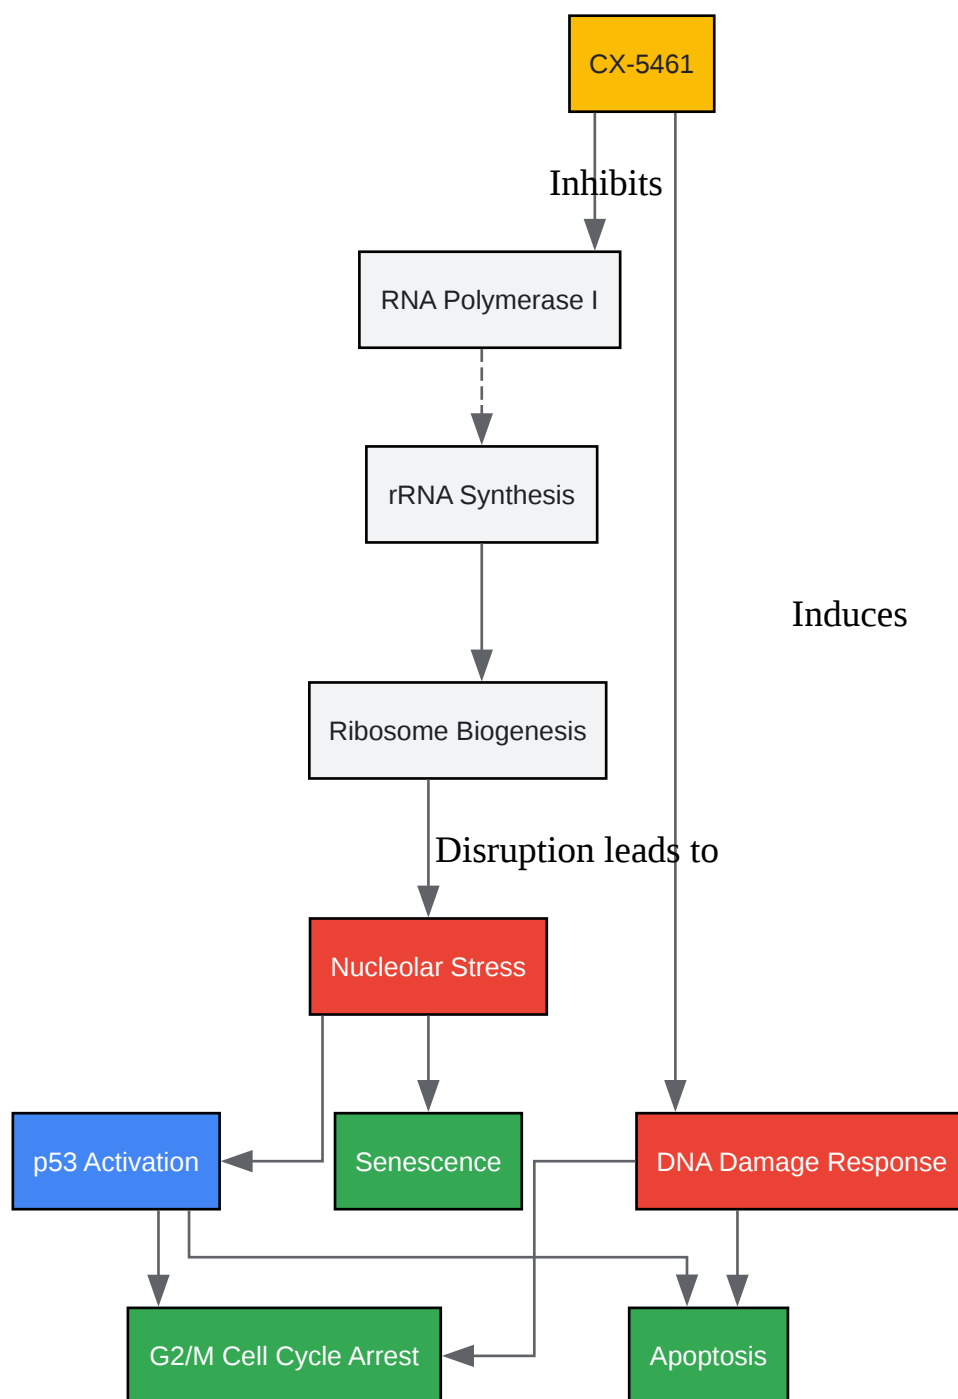 CX-5461
Inhibits
RNA Polymerase I
rRNA Synthesis
Induces
Ribosome Biogenesis
Disruption leads to
Nucleolar Stress
p53 Activation
Senescence
DNA Damage Response
G2/M Cell Cycle Arrest
Apoptosis